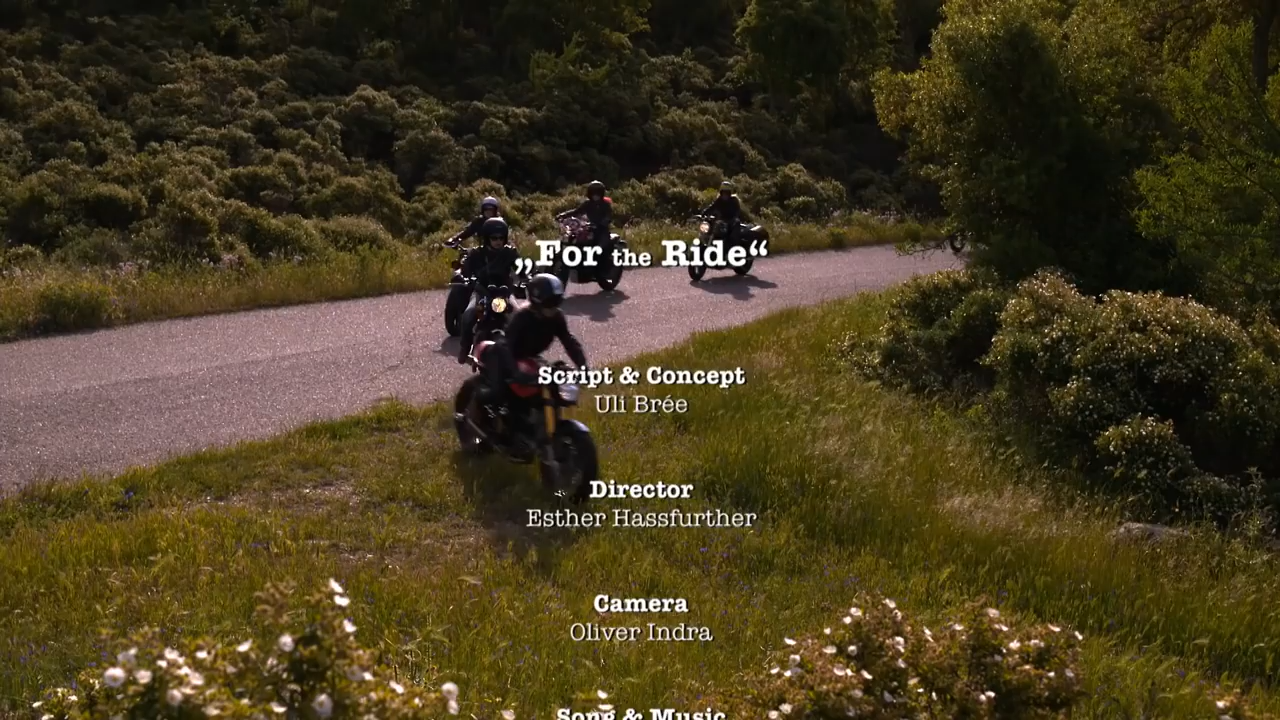 „For the Ride“
Script & Concept
Uli Brée
Director
Esther Hassfurther
Camera
Oliver Indra
Song & Music